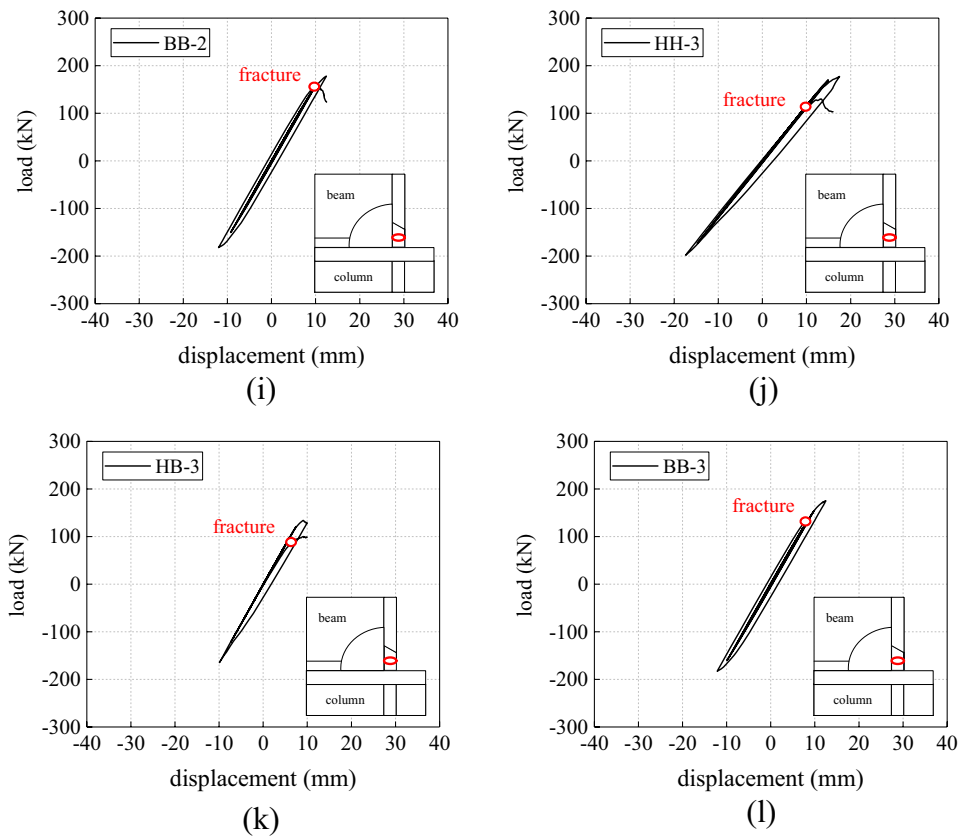 300
200
100
0
-100
-200
-300
load (kN)
BB-2
fracture
beam
column
-40 -30 -20 -10 0 10 20 30 40
displacement (mm)
(i)
300
200
100
0
-100
-200
-300
load (kN)
HH-3
fracture
beam
column
-40 -30 -20 -10 0 10 20 30 40
displacement (mm)
(j)
300
200
100
0
-100
-200
-300
load (kN)
HB-3
fracture
beam
column
-40 -30 -20 -10 0 10 20 30 40
displacement (mm)
(k)
300
200
100
0
-100
-200
-300
load (kN)
BB-3
fracture
beam
column
-40 -30 -20 -10 0 10 20 30 40
displacement (mm)
(l)